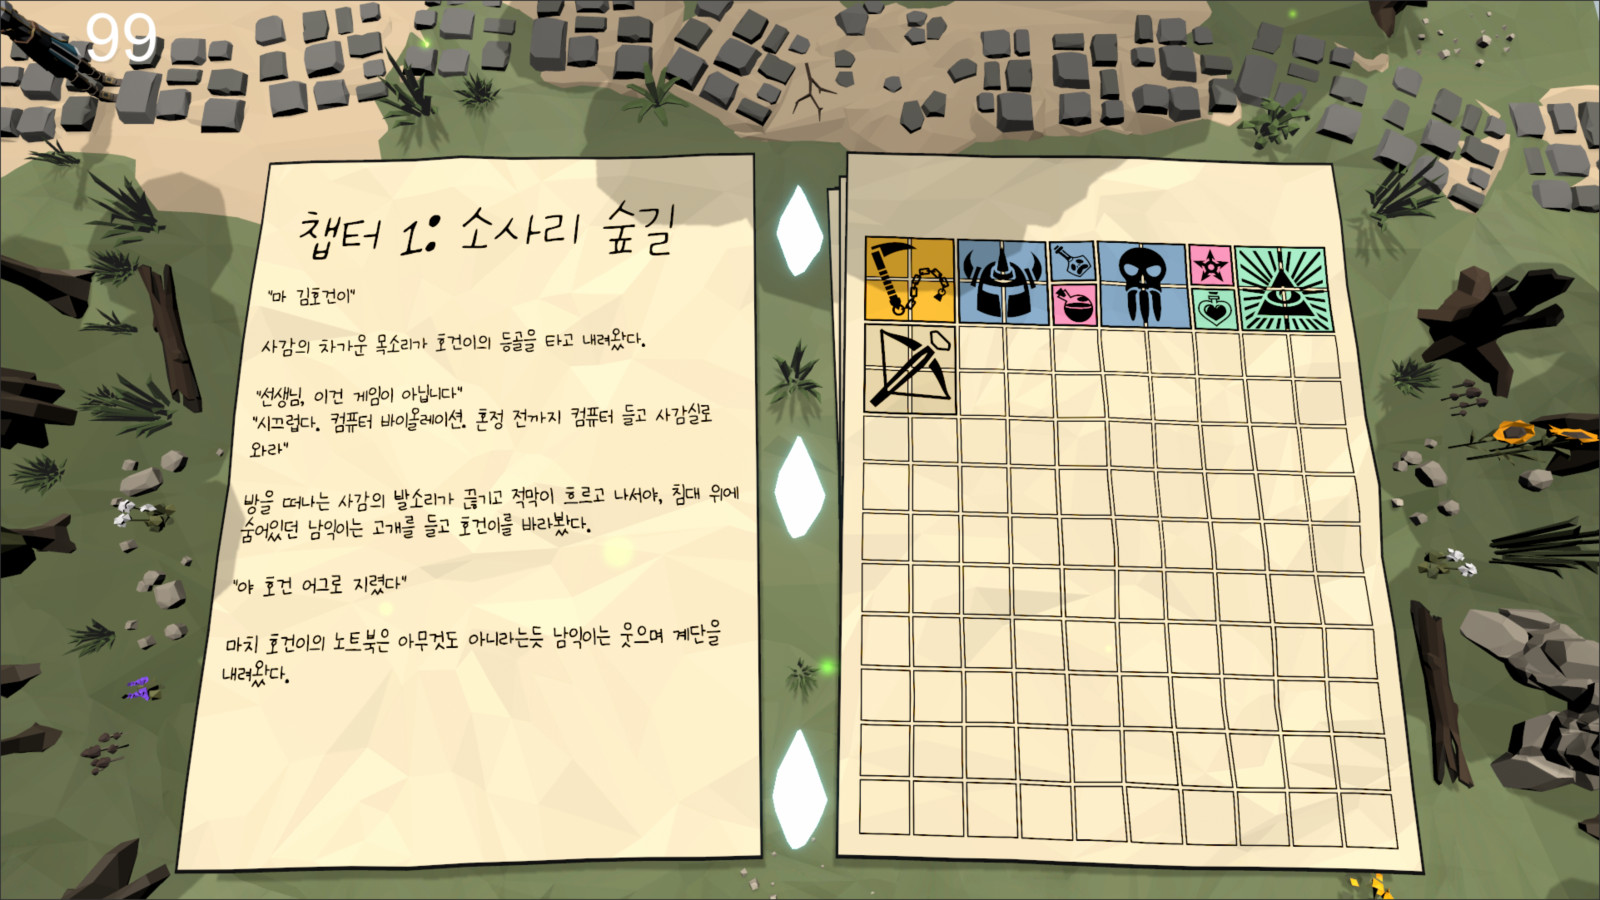 99
챕터 1: 소사리 숲길
"마 김호건이"
사감의 차가운 목소리가 호건이의 등골을 타고 내려왔다.
"선생님, 이건 게임이 아닙니다"
"시끄럽다. 컴퓨터 바이올레이션. 혼정 전까지 컴퓨터 들고 사감실로
와라"
방을 떠나는 사감의 발소리가 끊기고 적막이 흐르고 나서야, 침대 위에
숨어있던 남익이는 고개를 들고 호건이를 바라봤다.
"야 호건 어그로 지렸다"
마치 호건이의 노트북은 아무것도 아니라는듯 남익이는 웃으며 계단을
내려왔다.